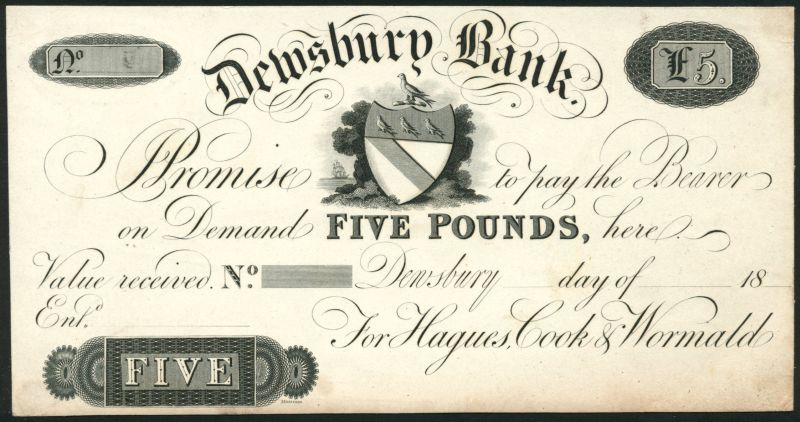 Nº
Dewsbury Bank.
£5.
I Promise to pay the Bearer
on Demand FIVE POUNDS, here
Value received. Nº Dewsbury day of 18
Entd.
For Hagues, Cook & Wormald
FIVE